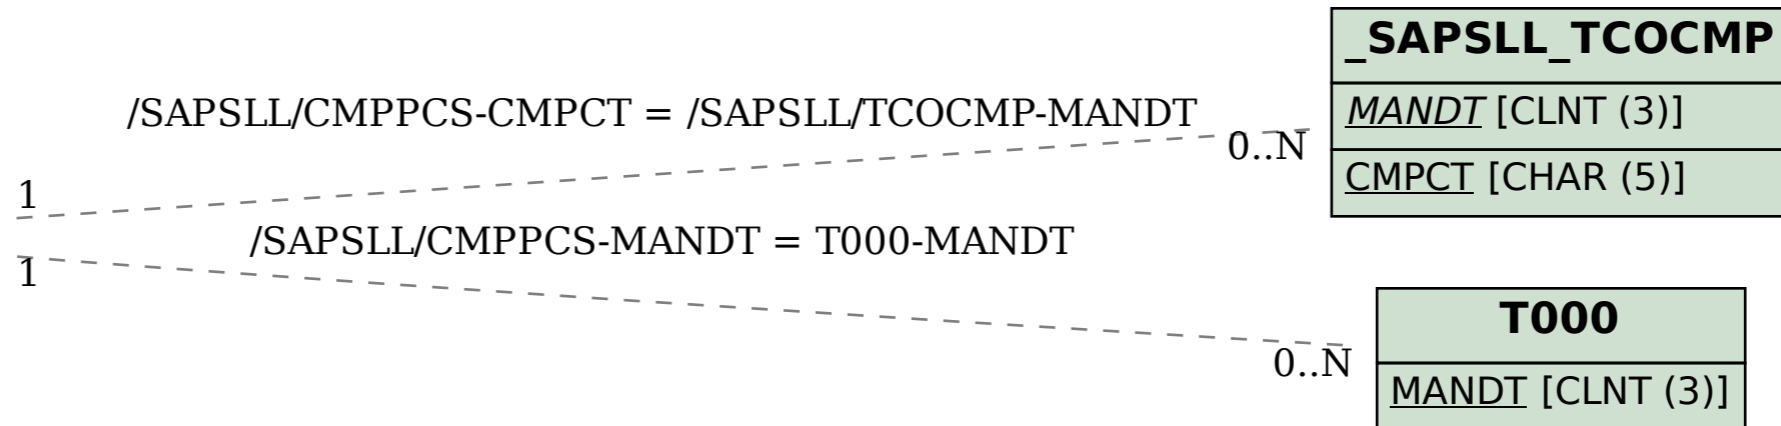 _SAPSLL_TCOCMP
/SAPSLL/CMPPCS-CMPCT = /SAPSLL/TCOCMP-MANDT
MANDT [CLNT (3)]
0..N
CMPCT [CHAR (5)]
1
/SAPSLL/CMPPCS-MANDT = T000-MANDT
1
T000
0..N
MANDT [CLNT (3)]